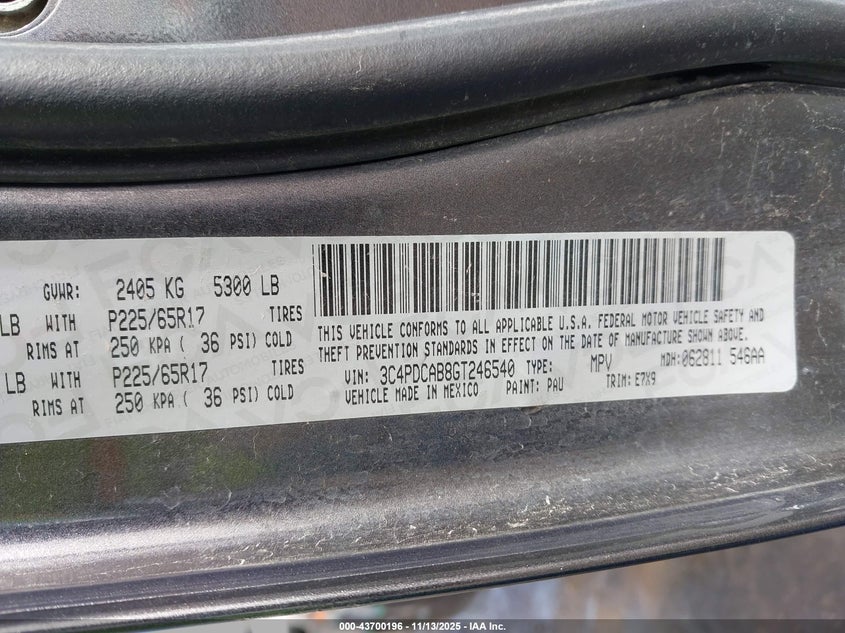 GVWR: 2405 KG 5300 LB
LB WITH P225/65R17 TIRES
RIMS AT 250 KPA ( 36 PSI) COLD
LB WITH P225/65R17 TIRES
RIMS AT 250 KPA ( 36 PSI) COLD
THIS VEHICLE CONFORMS TO ALL APPLICABLE U.S.A. FEDERAL MOTOR VEHICLE SAFETY AND
THEFT PREVENTION STANDARDS IN EFFECT ON THE DATE OF MANUFACTURE SHOWN ABOVE.
VIN: 3C4PDCAB8GT246540 TYPE: MPV MDH:062811 546AA
VEHICLE MADE IN MEXICO PAINT: PAU TRIM: E7X9
000-43700196 - 11/13/2025 - IAA Inc.